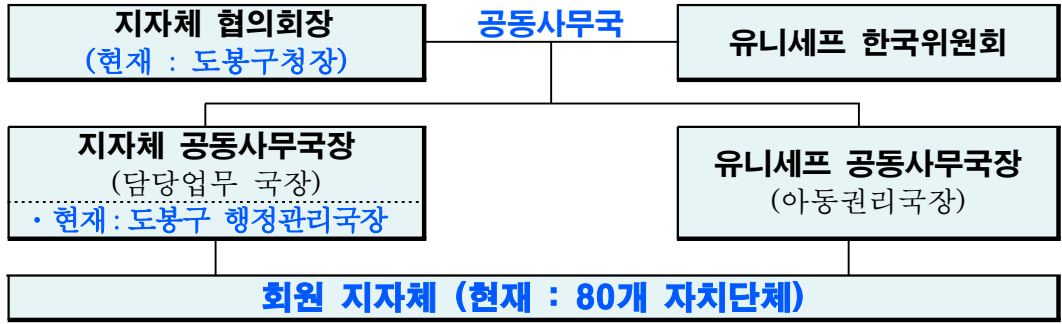 지자체 협의회장
(현재 : 도봉구청장)
공동사무국
유니세프 한국위원회
지자체 공동사무국장
(담당업무 국장)
· 현재 : 도봉구 행정관리국장
유니세프 공동사무국장
(아동권리국장)
회원 지자체 (현재 : 80개 자치단체)